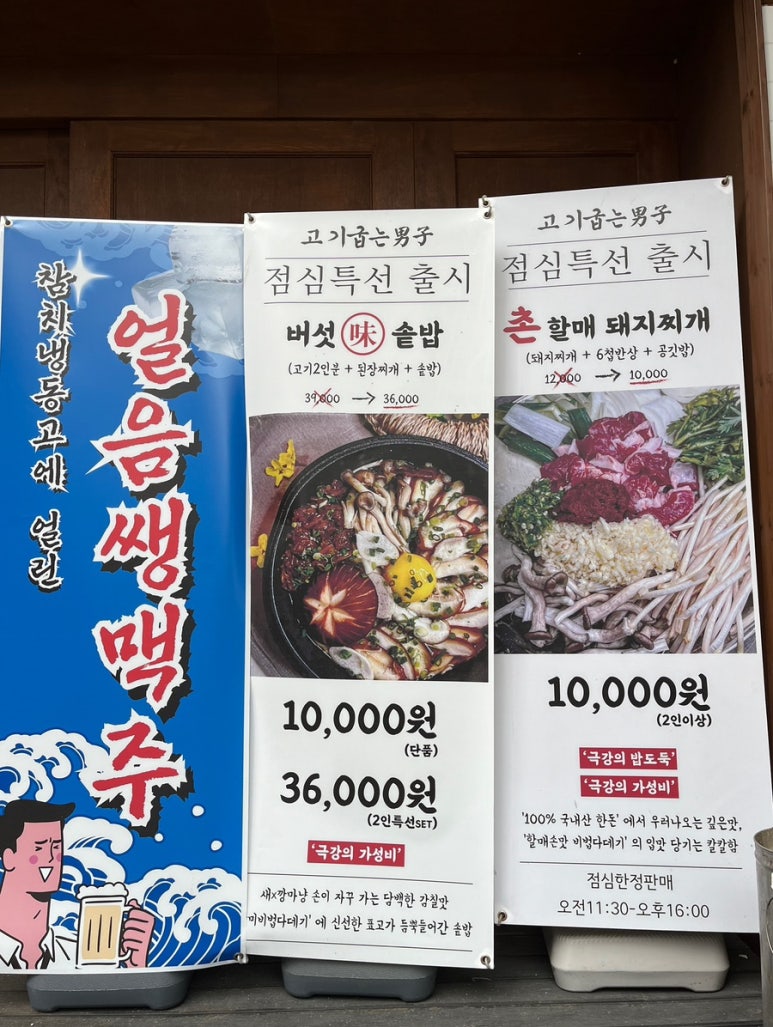 참치냉동고에 얼린
얼음쌩맥주
고기굽는男子
점심특선 출시
버섯 味 솥밥
(고기2인분 + 된장찌개 + 솥밥)
39,000 → 36,000
10,000원
(단품)
36,000원
(2인특선SET)
'극강의 가성비'
새x깡마냥 손이 자꾸 가는 담백한 감칠맛
미비법다데기' 에 신선한 표고가 듬뿍들어간 솥밥
고기굽는男子
점심특선 출시
촌 할매 돼지찌개
(돼지찌개 + 6첩반상 + 공깃밥)
12,000 → 10,000
10,000원
(2인이상)
'극강의 밥도둑'
'극강의 가성비'
'100% 국내산 한돈' 에서 우러나오는 깊은맛,
'할매손맛 비법다데기' 의 입맛 당기는 칼칼함
점심한정판매
오전11:30-오후16:00